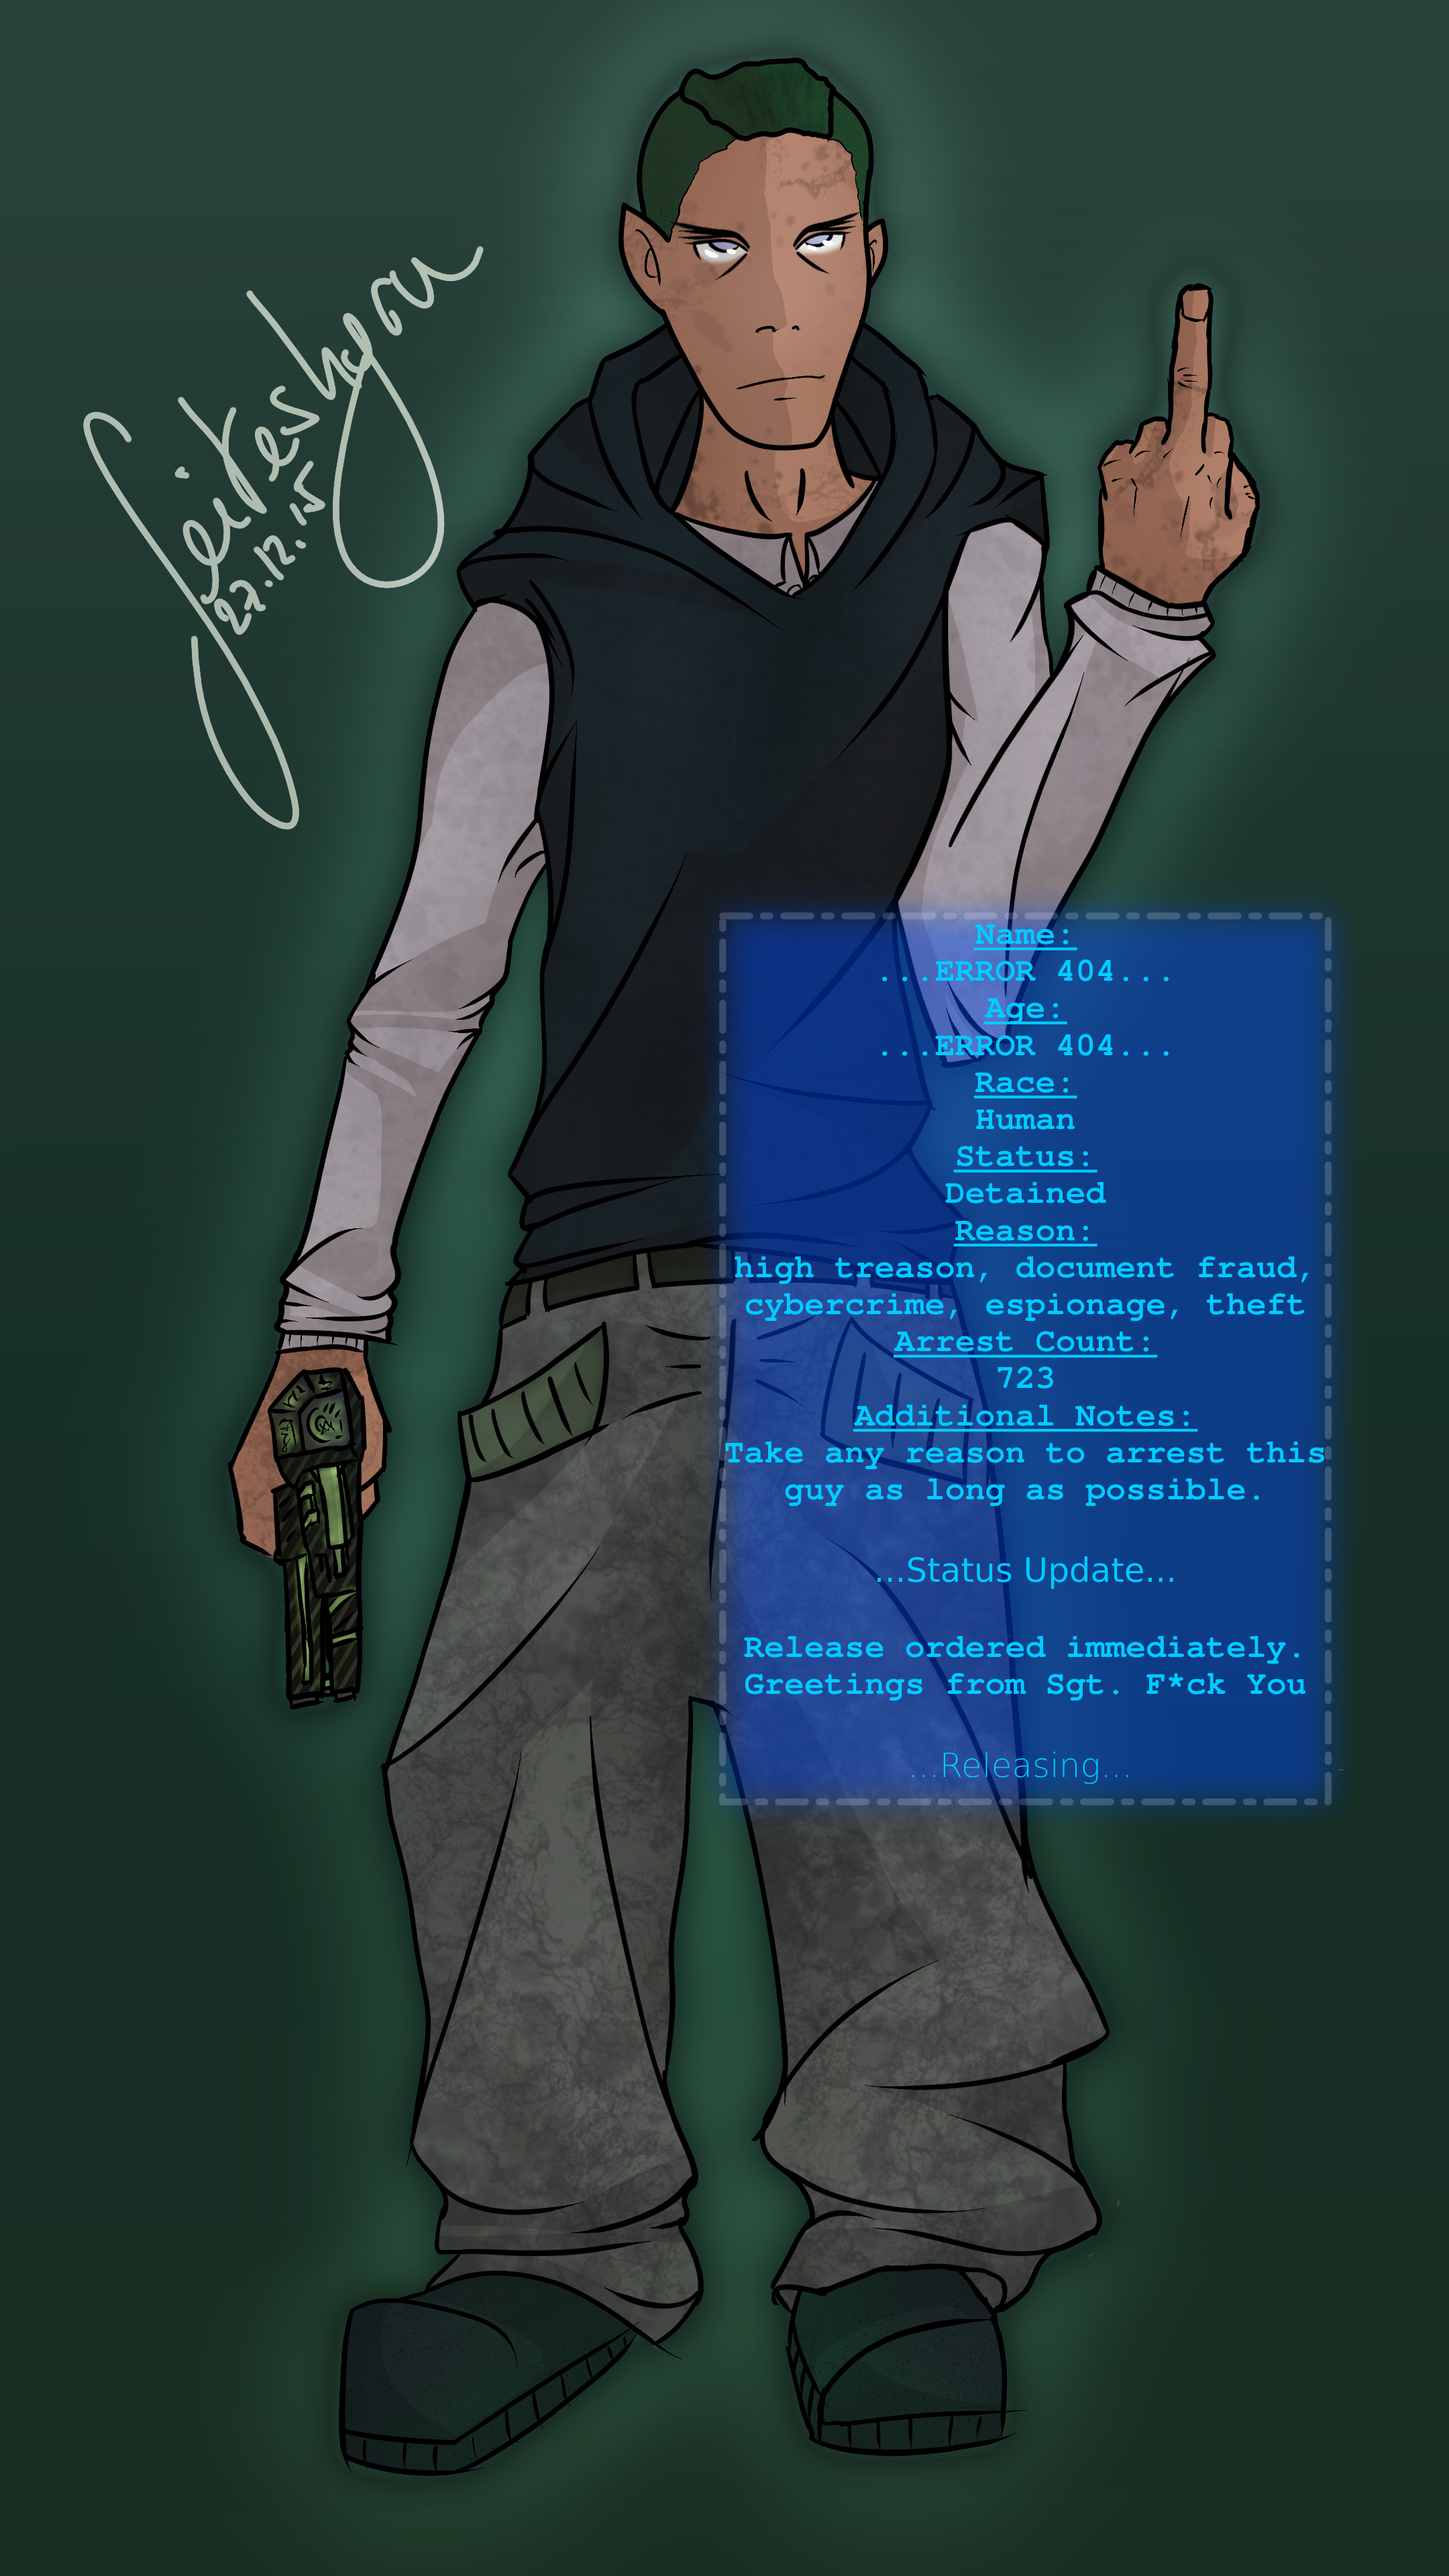 27.12.15
Name:
...ERROR 404...
Age:
...ERROR 404...
Race:
Human
Status:
Detained
Reason:
high treason, document fraud,
cybercrime, espionage, theft
Arrest Count:
723
Additional Notes:
Take any reason to arrest this
guy as long as possible.
...Status Update...
Release ordered immediately.
Greetings from Sgt. F*ck You
...Releasing...